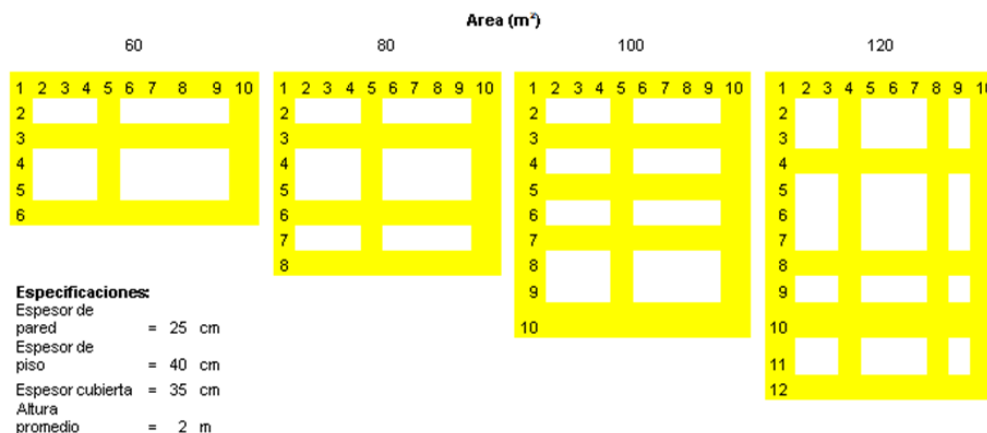 Area (m²)
60 80 100 120
1 2 3 4 5 6 7 8 9 10 1 2 3 4 5 6 7 8 9 10 1 2 3 4 5 6 7 8 9 10 1 2 3 4 5 6 7 8 9 10
2 2 2 2
3 3 3 3
4 4 4 4
5 5 5 5
6 6 6 6
7 7 7
8 8 8
9 9
10 10
11
12
Especificaciones:
Espesor de
pared = 25 cm
Espesor de
piso = 40 cm
Espesor cubierta = 35 cm
Altura
promedio = 2 m